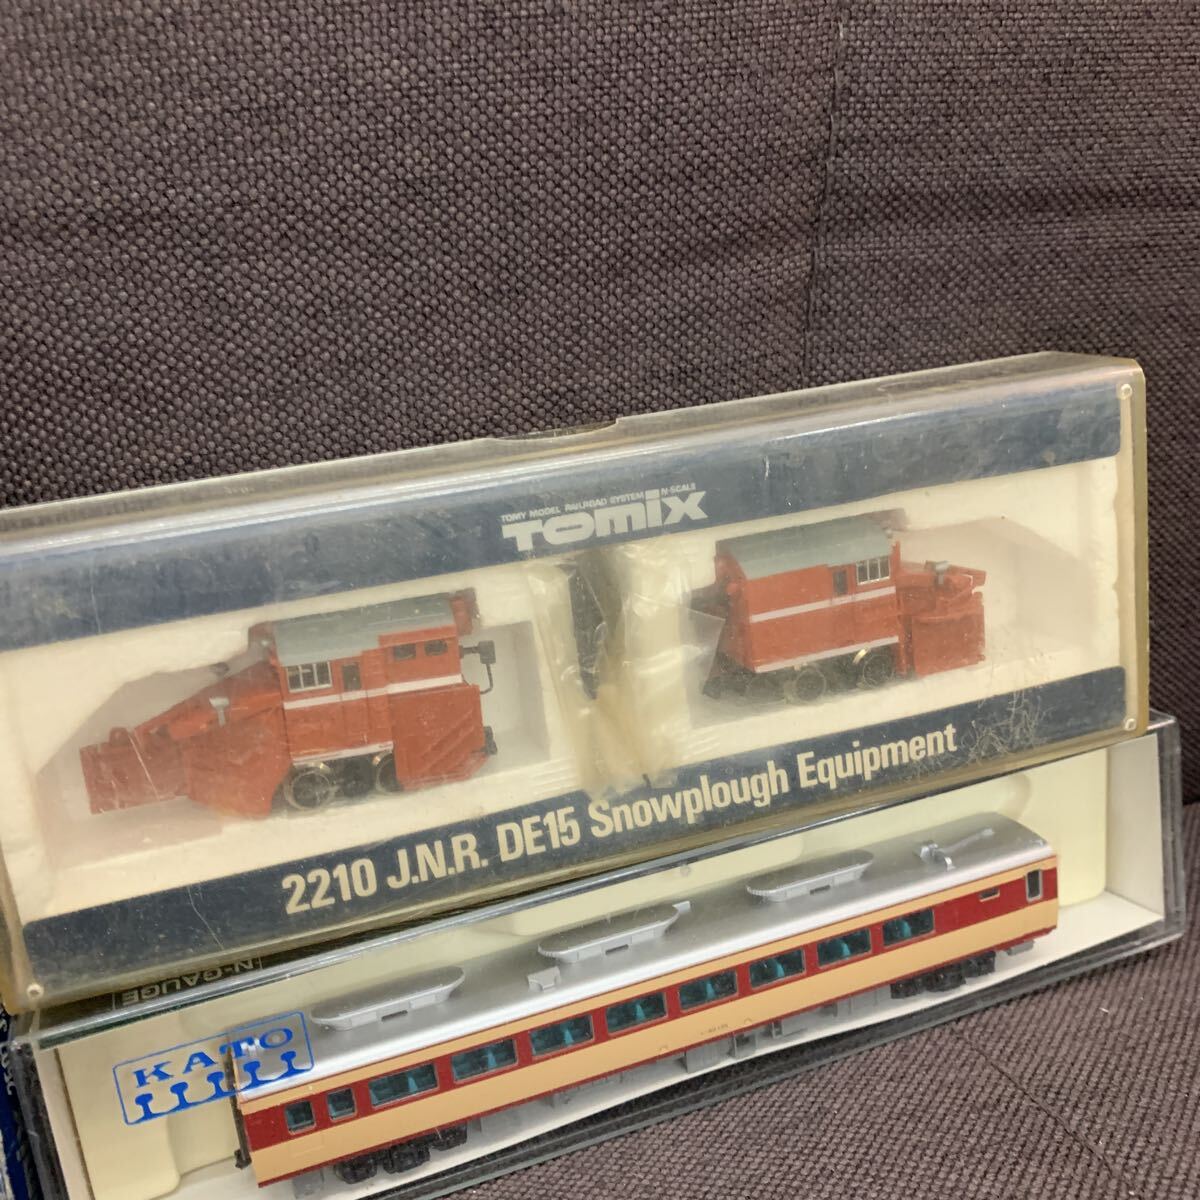 TOMY MODEL RAILROAD SYSTEM N-SCALE
TOMIX
2210 J.N.R. DE15 Snowplough Equipment
N-GAUGE
KATO